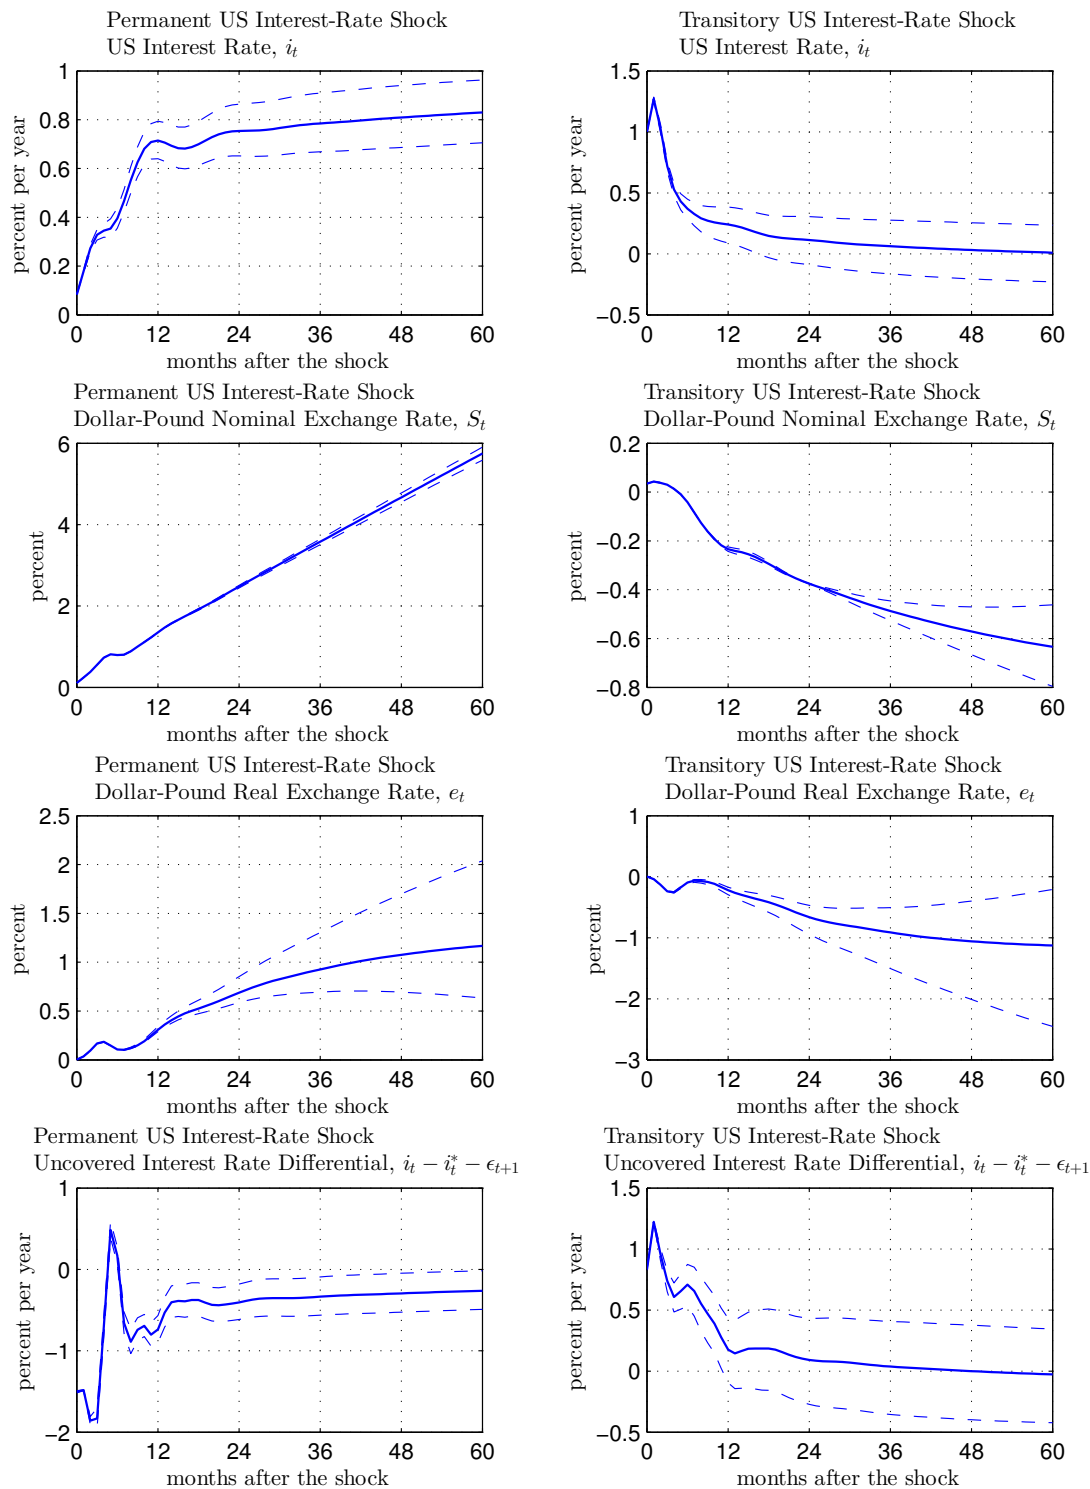 Permanent US Interest-Rate Shock
US Interest Rate, i_t
1
0.8
0.6
0.4
0.2
0
percent per year
0 12 24 36 48 60
months after the shock
Transitory US Interest-Rate Shock
US Interest Rate, i_t
1.5
1
0.5
0
−0.5
percent per year
0 12 24 36 48 60
months after the shock
Permanent US Interest-Rate Shock
Dollar-Pound Nominal Exchange Rate, S_t
6
4
2
0
percent
0 12 24 36 48 60
months after the shock
Transitory US Interest-Rate Shock
Dollar-Pound Nominal Exchange Rate, S_t
0.2
0
−0.2
−0.4
−0.6
−0.8
percent
0 12 24 36 48 60
months after the shock
Permanent US Interest-Rate Shock
Dollar-Pound Real Exchange Rate, e_t
2.5
2
1.5
1
0.5
0
percent
0 12 24 36 48 60
months after the shock
Transitory US Interest-Rate Shock
Dollar-Pound Real Exchange Rate, e_t
1
0
−1
−2
−3
percent
0 12 24 36 48 60
months after the shock
Permanent US Interest-Rate Shock
Uncovered Interest Rate Differential, i_t − i_t^* − ϵ_{t+1}
1
0
−1
−2
percent per year
0 12 24 36 48 60
months after the shock
Transitory US Interest-Rate Shock
Uncovered Interest Rate Differential, i_t − i_t^* − ϵ_{t+1}
1.5
1
0.5
0
−0.5
percent per year
0 12 24 36 48 60
months after the shock